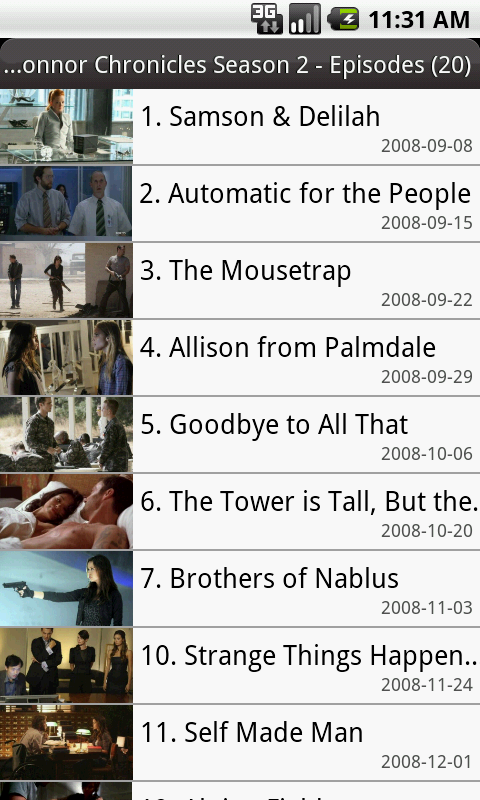 3G
11:31 AM
...onnor Chronicles Season 2 - Episodes (20)
1. Samson & Delilah
2008-09-08
2. Automatic for the People
2008-09-15
3. The Mousetrap
2008-09-22
4. Allison from Palmdale
2008-09-29
5. Goodbye to All That
2008-10-06
6. The Tower is Tall, But the.
2008-10-20
7. Brothers of Nablus
2008-11-03
10. Strange Things Happen..
2008-11-24
11. Self Made Man
2008-12-01